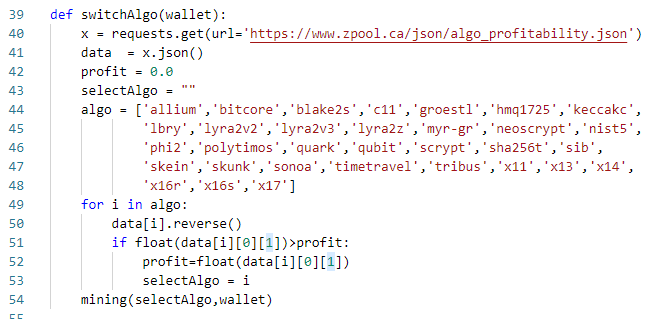 39 def switchAlgo(wallet):
40     x = requests.get(url='https://www.zpool.ca/json/algo_profitability.json')
41     data  = x.json()
42     profit = 0.0
43     selectAlgo = ""
44     algo = ['allium','bitcore','blake2s','c11','groestl','hmq1725','keccakc',
45             'lbry','lyra2v2','lyra2v3','lyra2z','myr-gr','neoscrypt','nist5',
46             'phi2','polytimos','quark','qubit','scrypt','sha256t','sib',
47             'skein','skunk','sonoa','timetravel','tribus','x11','x13','x14',
48             'x16r','x16s','x17']
49     for i in algo:
50         data[i].reverse()
51         if float(data[i][0][1])>profit:
52             profit=float(data[i][0][1])
53             selectAlgo = i
54     mining(selectAlgo,wallet)